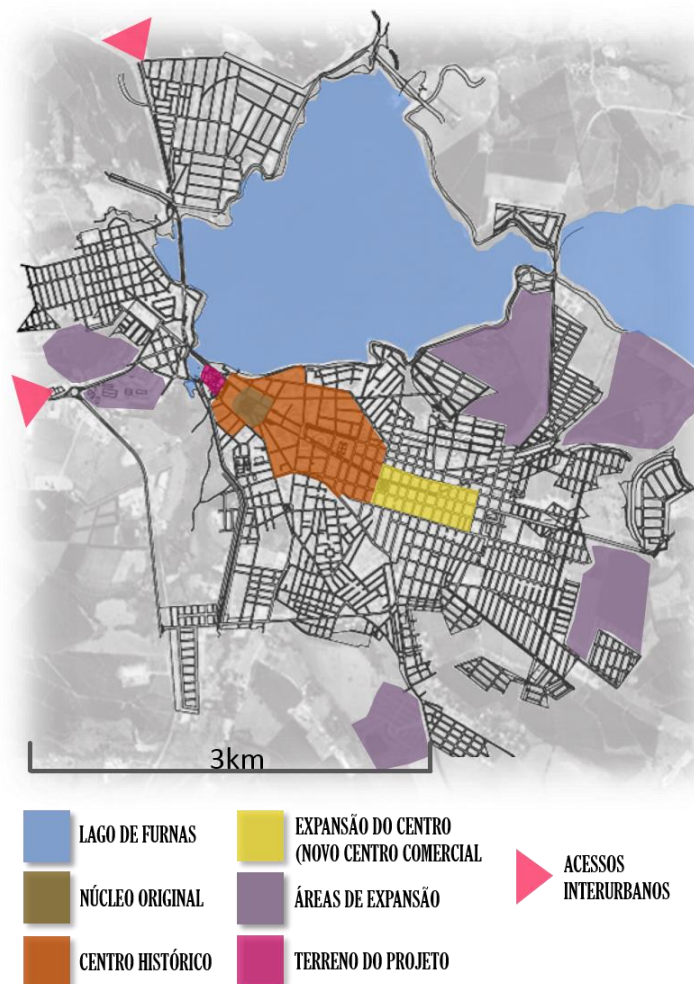 3km
LAGO DE FURNAS
NÚCLEO ORIGINAL
CENTRO HISTÓRICO
EXPANSÃO DO CENTRO
(NOVO CENTRO COMERCIAL
ÁREAS DE EXPANSÃO
TERRENO DO PROJETO
ACESSOS
INTERURBANOS